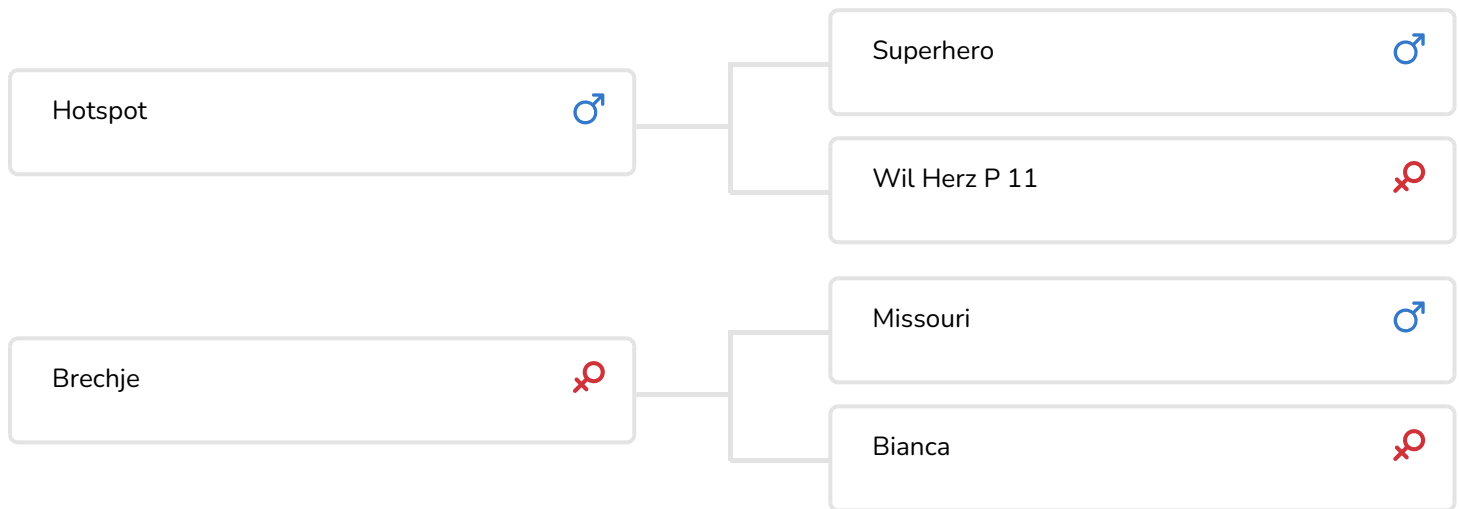 Hotspot
Superhero
Wil Herz P 11
Brechje
Missouri
Bianca